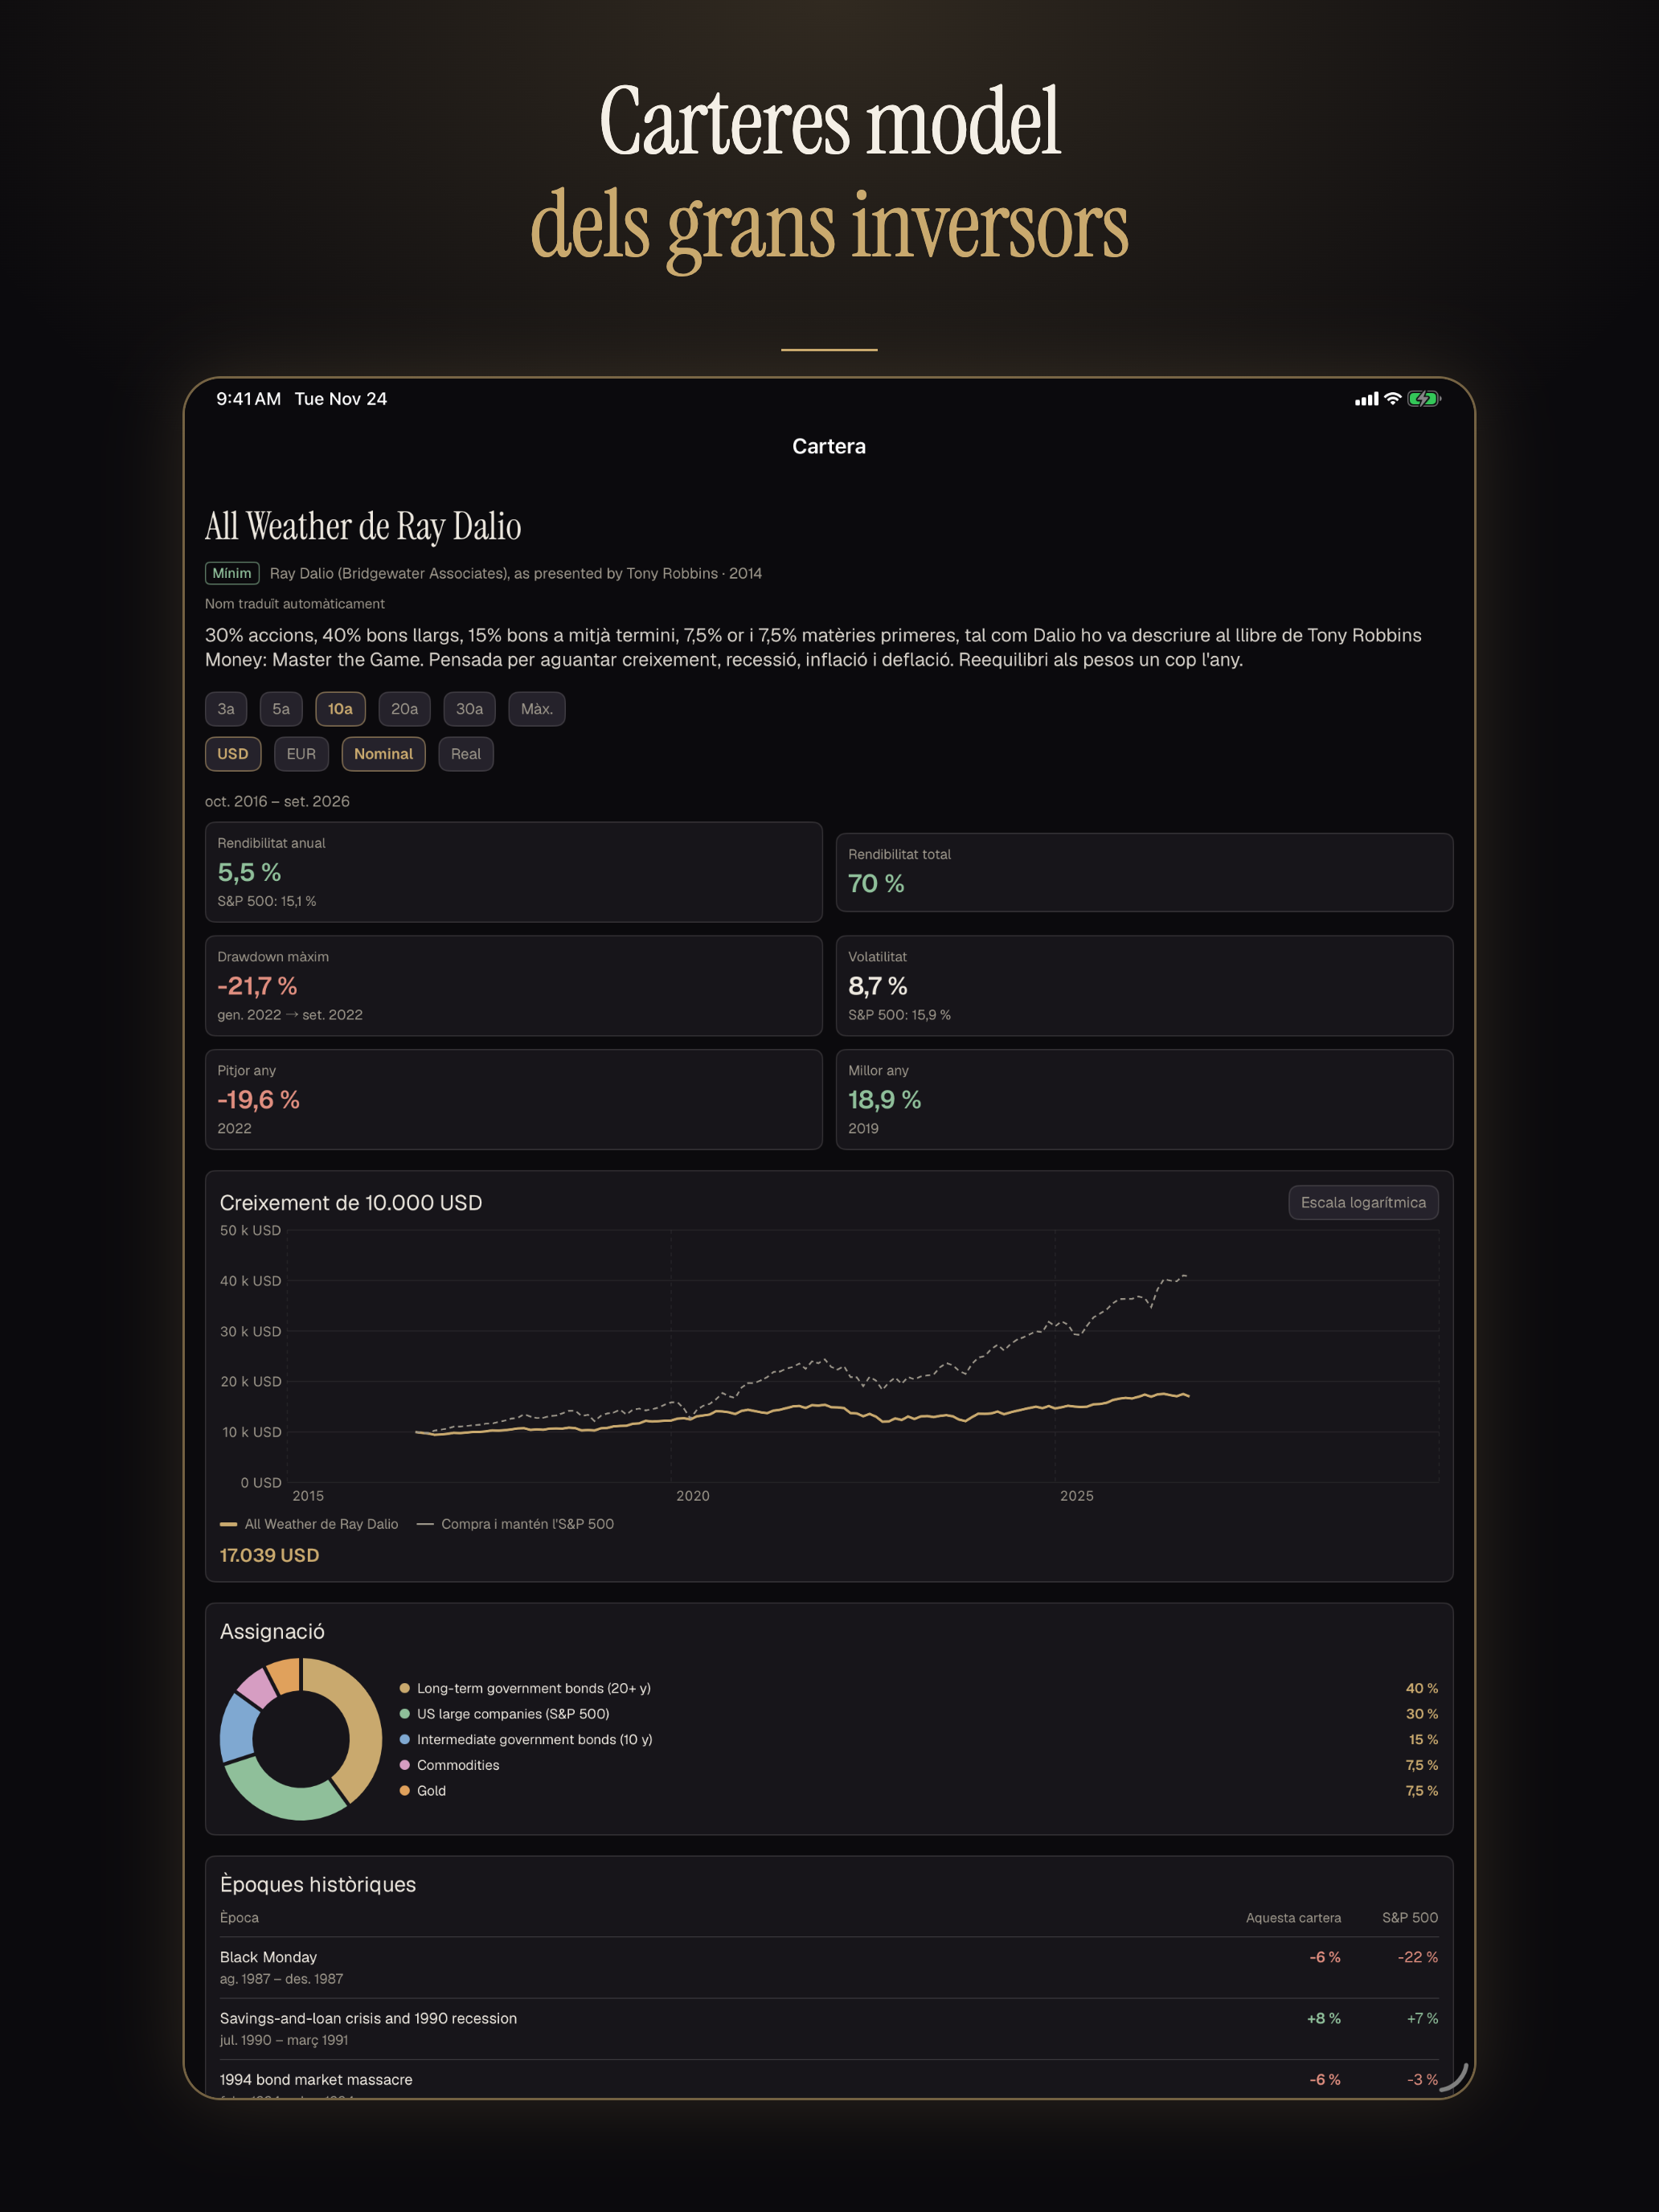 Carteres model
dels grans inversors
9:41 AM Tue Nov 24
Cartera
All Weather de Ray Dalio
Mínim Ray Dalio (Bridgewater Associates), as presented by Tony Robbins · 2014
Nom traduït automàticament
30% accions, 40% bons llargs, 15% bons a mitjà termini, 7,5% or i 7,5% matèries primeres, tal com Dalio ho va descriure al llibre de Tony Robbins
Money: Master the Game. Pensada per aguantar creixement, recessió, inflació i deflació. Reequilibri als pesos un cop l'any.
3a 5a 10a 20a 30a Màx.
USD EUR Nominal Real
oct. 2016 – set. 2026
Rendibilitat anual
5,5 %
S&P 500: 15,1 %
Rendibilitat total
70 %
Drawdown màxim
-21,7 %
gen. 2022 → set. 2022
Volatilitat
8,7 %
S&P 500: 15,9 %
Pitjor any
-19,6 %
2022
Millor any
18,9 %
2019
Creixement de 10.000 USD
Escala logarítmica
50 k USD
40 k USD
30 k USD
20 k USD
10 k USD
0 USD
2015 2020 2025
All Weather de Ray Dalio Compra i mantén l'S&P 500
17.039 USD
Assignació
Long-term government bonds (20+ y) 40 %
US large companies (S&P 500) 30 %
Intermediate government bonds (10 y) 15 %
Commodities 7,5 %
Gold 7,5 %
Èpoques històriques
Època Aquesta cartera S&P 500
Black Monday -6 % -22 %
ag. 1987 – des. 1987
Savings-and-loan crisis and 1990 recession +8 % +7 %
jul. 1990 – març 1991
1994 bond market massacre -6 % -3 %